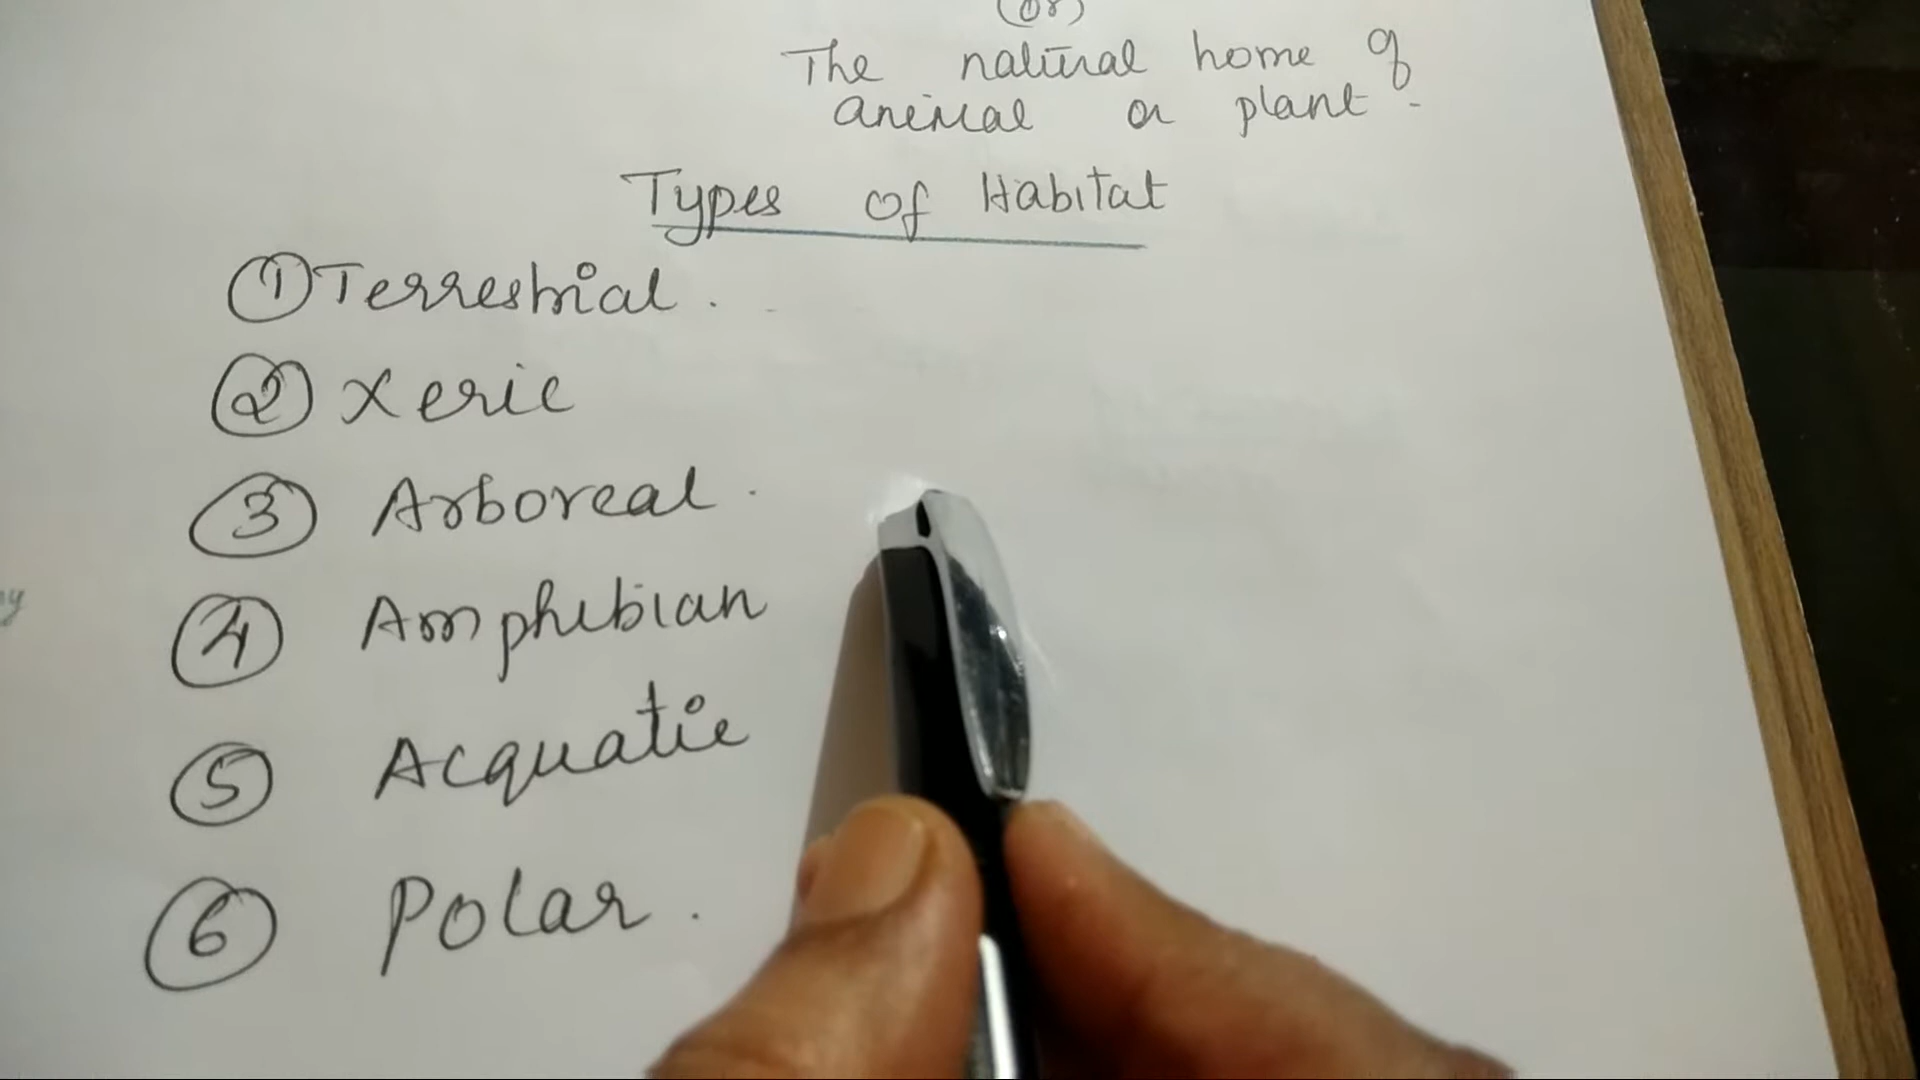 (or)
The natural home of
animal or plant.
Types of Habitat
① Terrestrial.
② Xeric
③ Arboreal.
④ Amphibian
⑤ Acquatic
⑥ Polar.